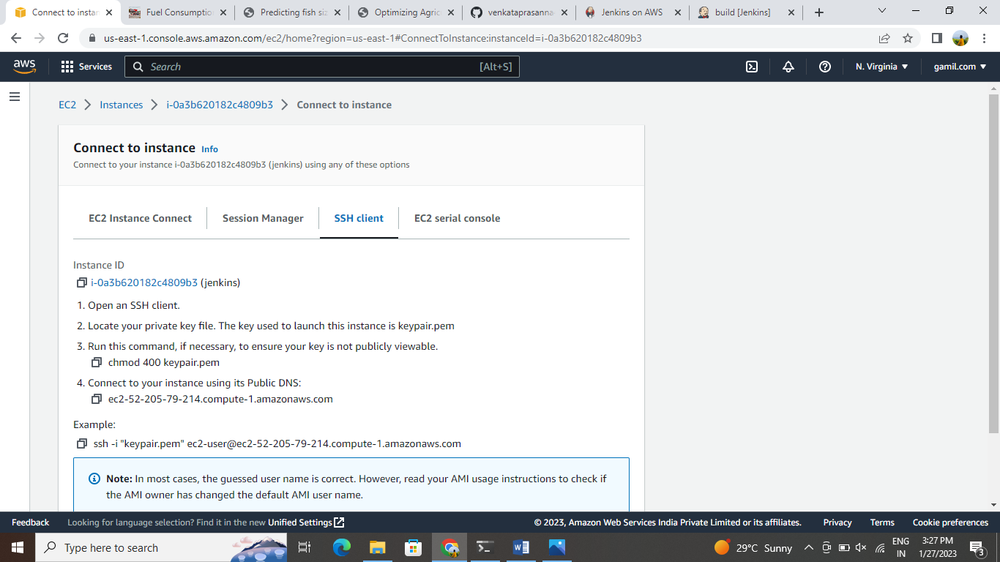 Connect to instan
Fuel Consumptio
Predicting fish siz
Optimizing Agric
venkataprasanna
Jenkins on AWS
build [Jenkins]
us-east-1.console.aws.amazon.com/ec2/home?region=us-east-1#ConnectToInstance:instanceId=i-0a3b620182c4809b3
aws
Services
Search
[Alt+S]
N. Virginia
gamil.com
EC2 > Instances > i-0a3b620182c4809b3 > Connect to instance
Connect to instance Info
Connect to your instance i-0a3b620182c4809b3 (jenkins) using any of these options
EC2 Instance Connect
Session Manager
SSH client
EC2 serial console
Instance ID
i-0a3b620182c4809b3 (jenkins)
1. Open an SSH client.
2. Locate your private key file. The key used to launch this instance is keypair.pem
3. Run this command, if necessary, to ensure your key is not publicly viewable.
chmod 400 keypair.pem
4. Connect to your instance using its Public DNS:
ec2-52-205-79-214.compute-1.amazonaws.com
Example:
ssh -i "keypair.pem" ec2-user@ec2-52-205-79-214.compute-1.amazonaws.com
Note: In most cases, the guessed user name is correct. However, read your AMI usage instructions to check if
the AMI owner has changed the default AMI user name.
Feedback
Looking for language selection? Find it in the new Unified Settings
© 2023, Amazon Web Services India Private Limited or its affiliates.
Privacy
Terms
Cookie preferences
Type here to search
29°C Sunny
ENG
IN
3:27 PM
1/27/2023
3